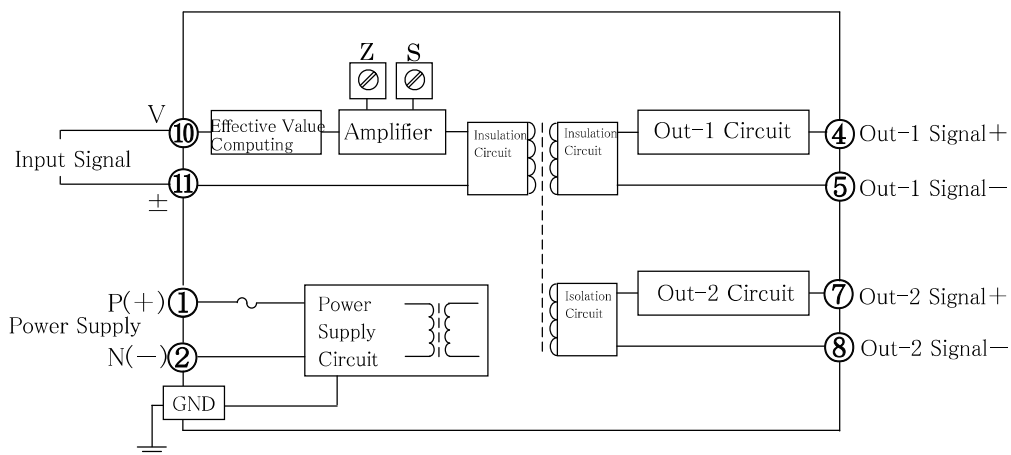 Z S
V
⑩
Effective Value
Computing
Amplifier
Insulation
Circuit
Insulation
Circuit
Out-1 Circuit
④ Out-1 Signal+
Input Signal
⑪
±
⑤ Out-1 Signal-
P(+) ①
Power Supply
N(-) ②
Power
Supply
Circuit
GND
Isolation
Circuit
Out-2 Circuit
⑦ Out-2 Signal+
⑧ Out-2 Signal-